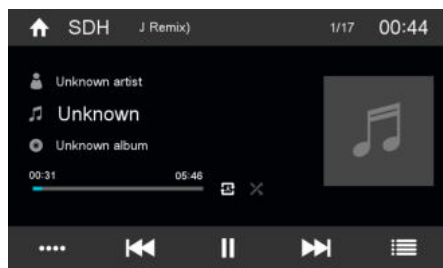 SDH J Remix) 1/17 00:44
Unknown artist
Unknown
Unknown album
00:31 05:46